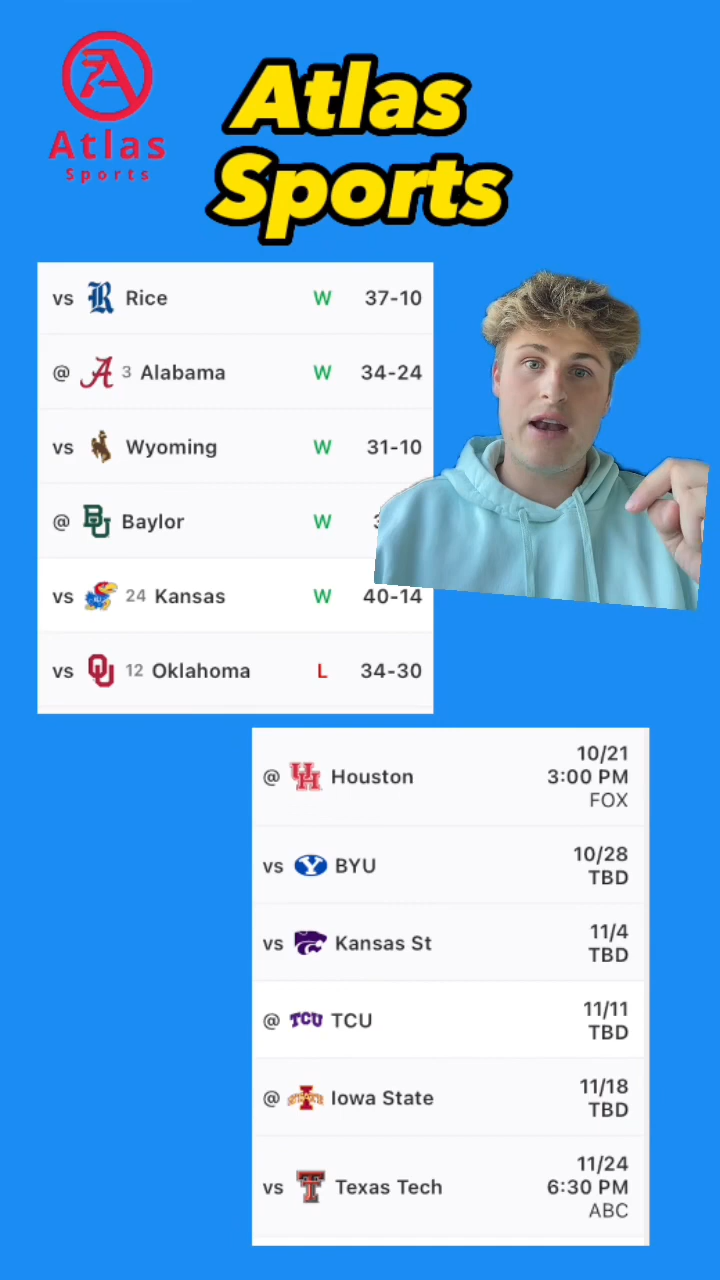 Atlas
Sports
Atlas
Sports
vs Rice W 37-10
@ 3 Alabama W 34-24
vs Wyoming W 31-10
@ Baylor W
vs 24 Kansas W 40-14
vs 12 Oklahoma L 34-30
10/21
@ Houston 3:00 PM
FOX
vs BYU 10/28
TBD
vs Kansas St 11/4
TBD
@ TCU TCU 11/11
TBD
@ Iowa State 11/18
TBD
11/24
vs Texas Tech 6:30 PM
ABC